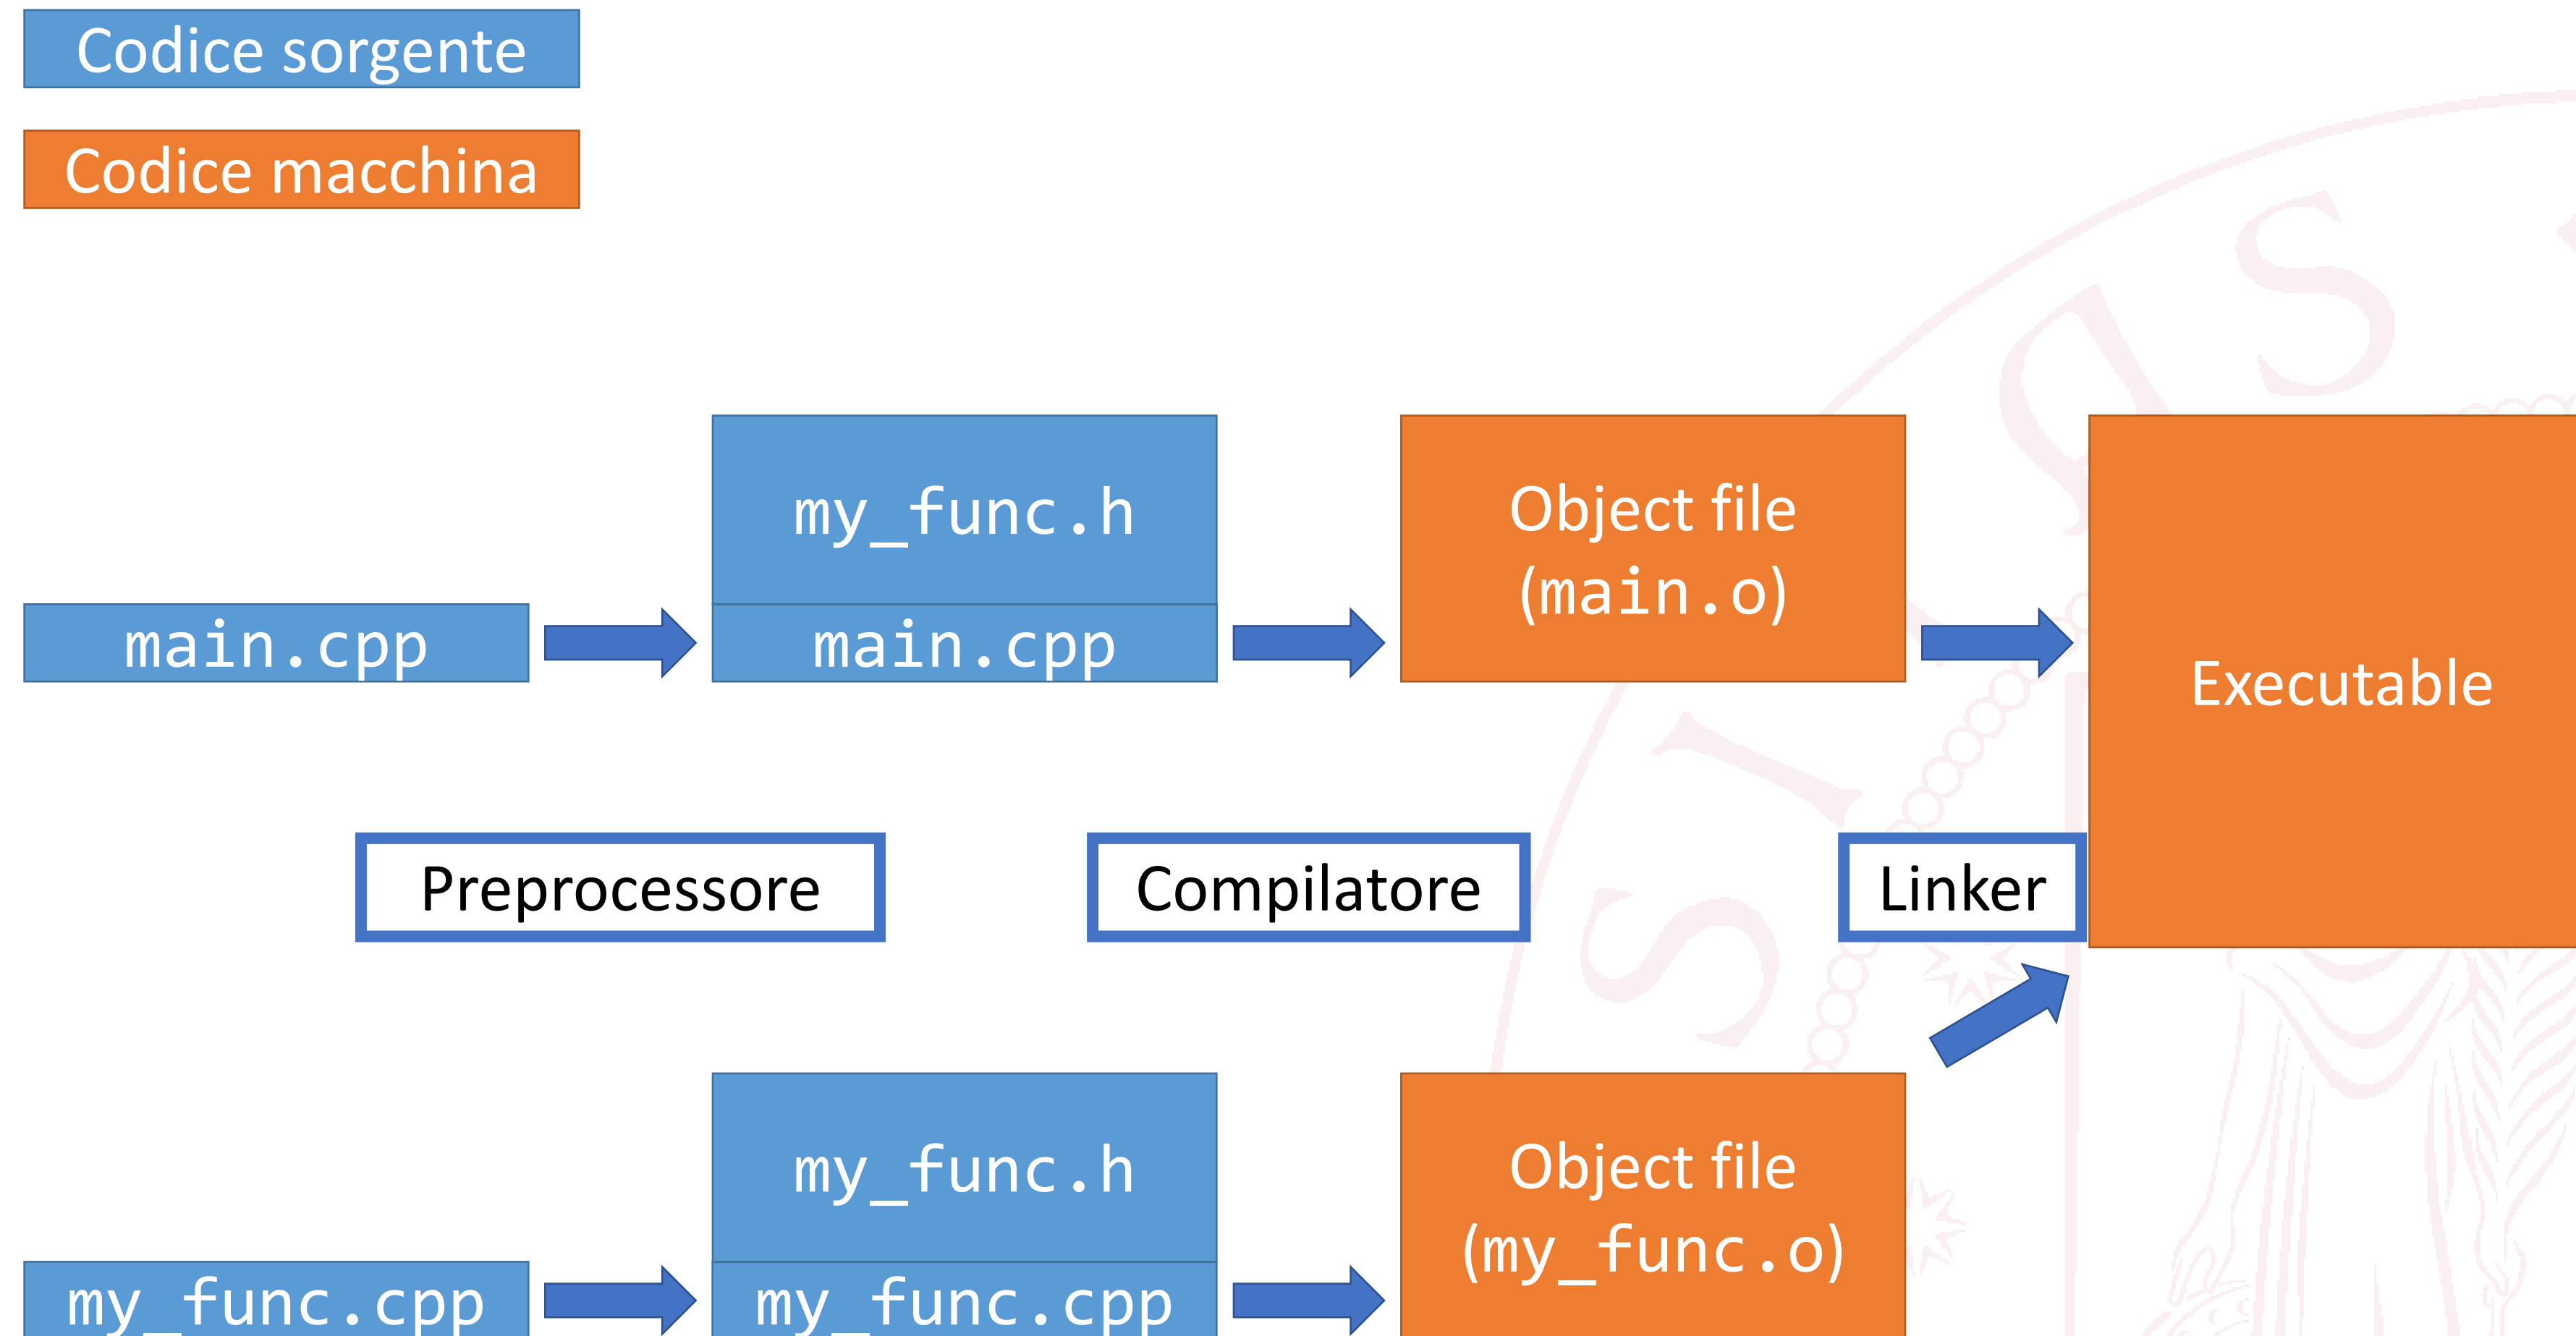 Codice sorgente
Codice macchina
my_func.h
main.cpp
main.cpp
Object file
(main.o)
Executable
Preprocessore
Compilatore
Linker
my_func.h
my_func.cpp
my_func.cpp
Object file
(my_func.o)